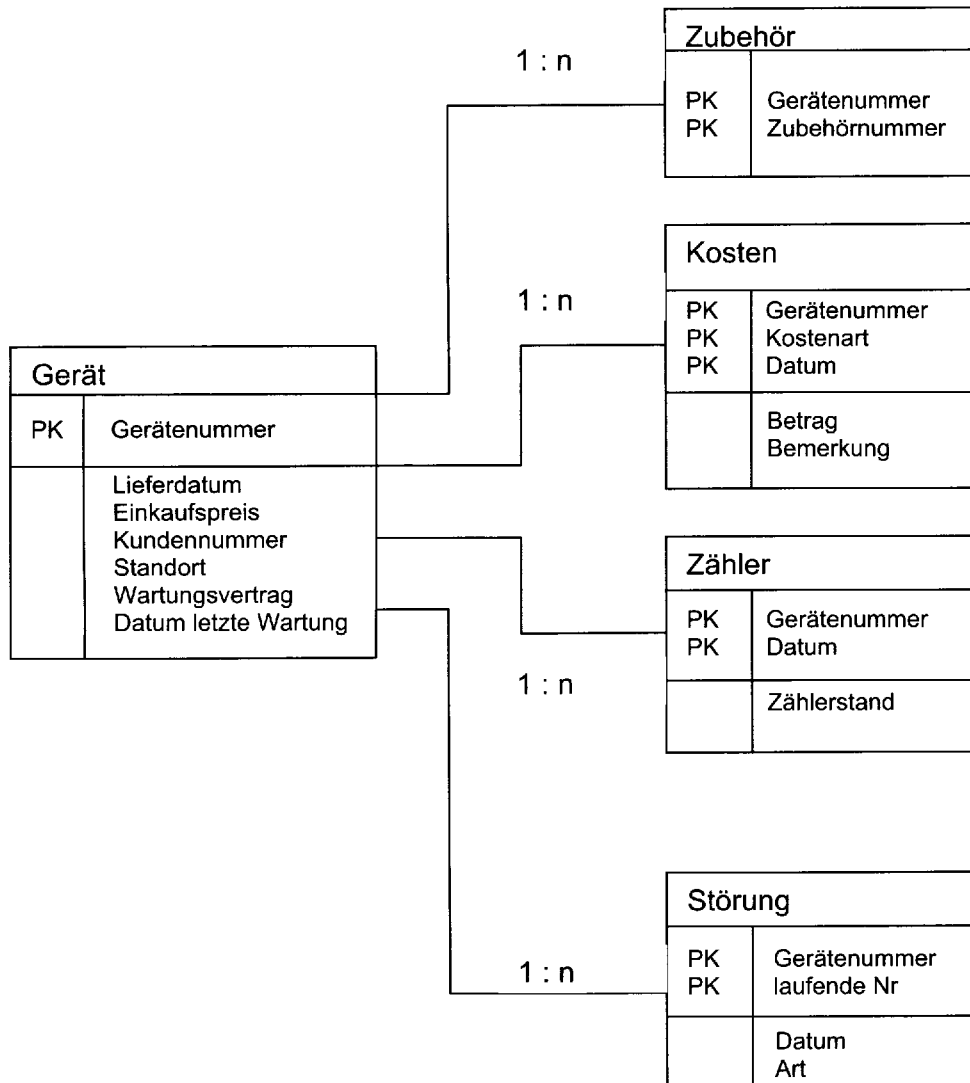 Zubehör
1 : n
PK Gerätenummer
PK Zubehörnummer
Kosten
1 : n
PK Gerätenummer
PK Kostenart
PK Datum
Betrag
Bemerkung
Gerät
PK Gerätenummer
Lieferdatum
Einkaufspreis
Kundennummer
Standort
Wartungsvertrag
Datum letzte Wartung
Zähler
PK Gerätenummer
PK Datum
1 : n
Zählerstand
Störung
PK Gerätenummer
1 : n
PK laufende Nr
Datum
Art